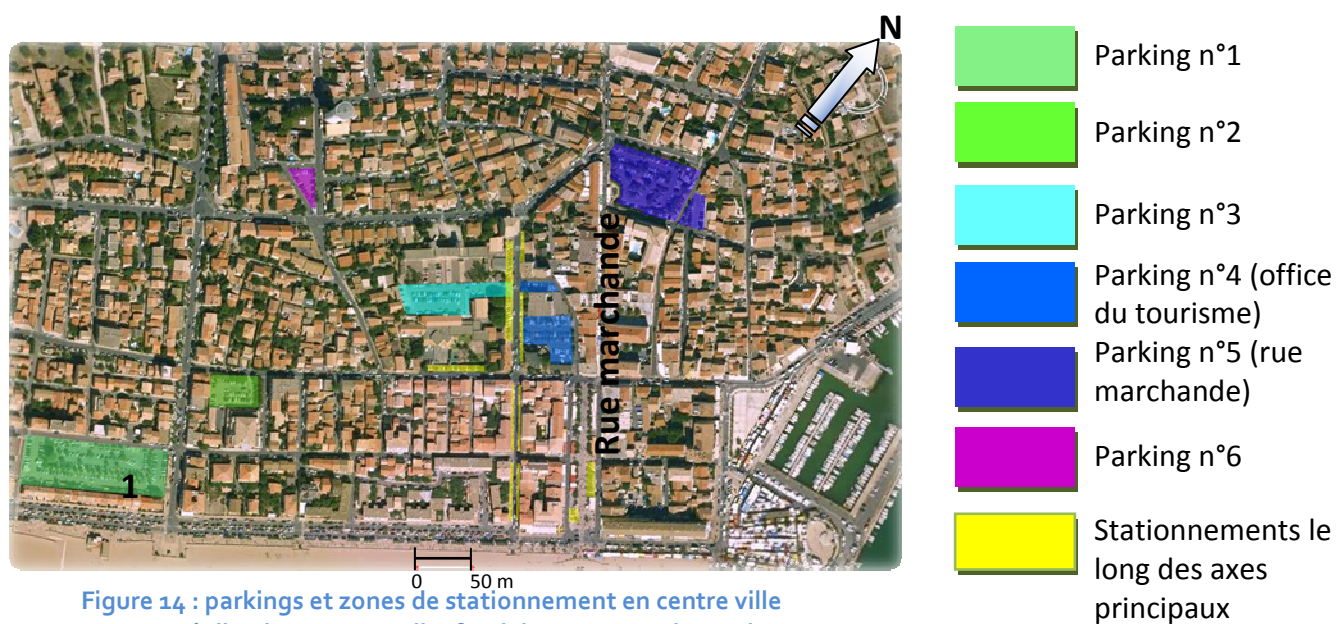 N
Parking n°1
Parking n°2
Parking n°3
Parking n°4 (office
du tourisme)
Parking n°5 (rue
marchande)
Parking n°6
Stationnements le
long des axes
principaux
Rue marchande
1
0 50 m
Figure 14 : parkings et zones de stationnement en centre ville